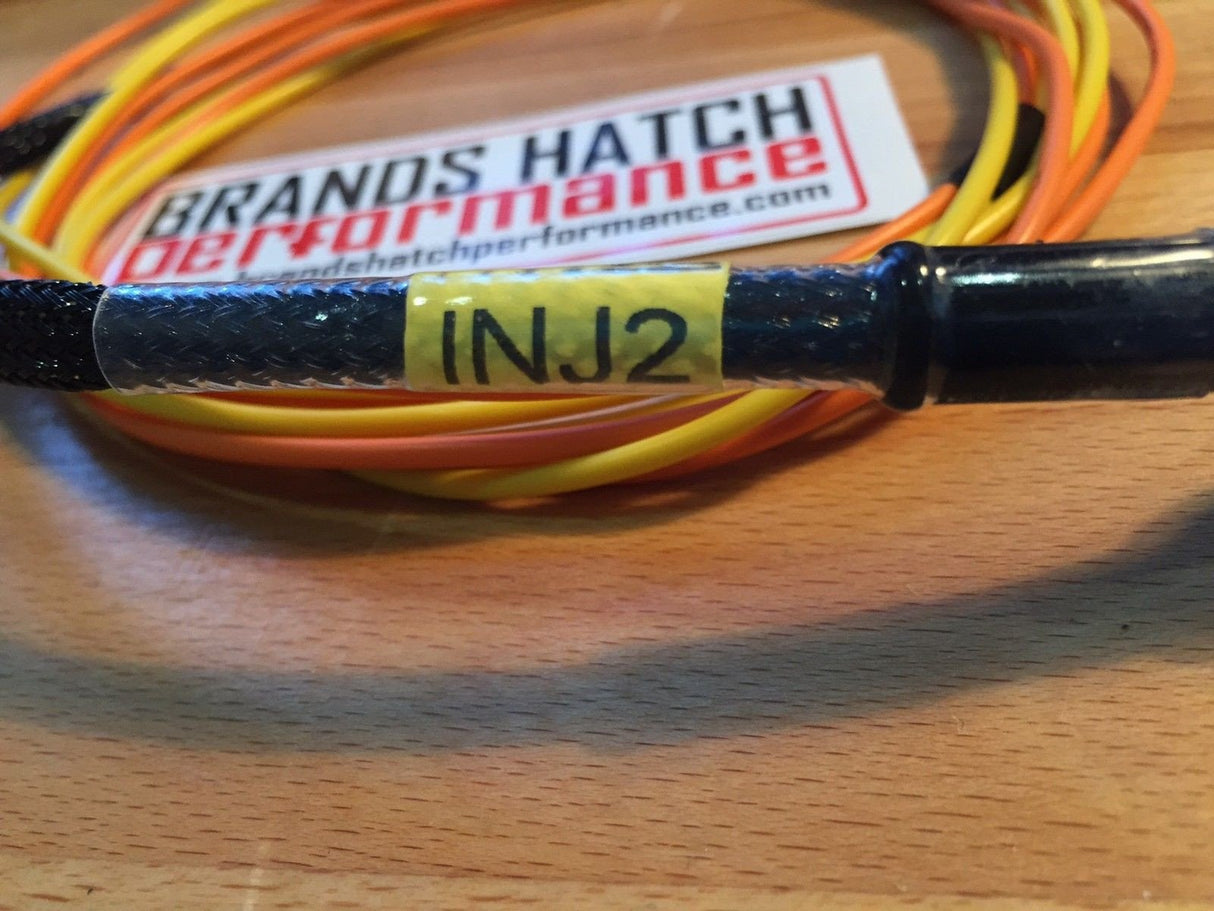 BRANDS HATCH
performance
brandshatchperformance.com
INJ2